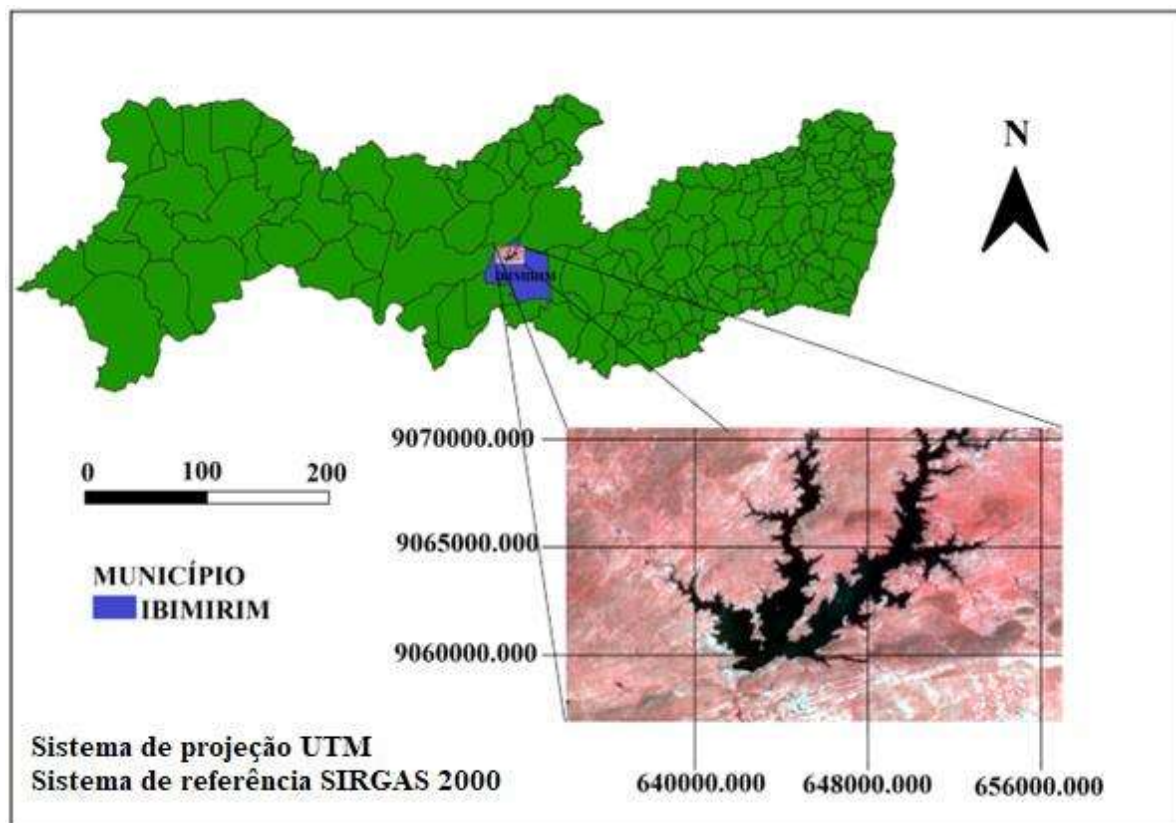 N
IBIMIRIM
0 100 200
MUNICÍPIO
IBIMIRIM
9070000.000
9065000.000
9060000.000
640000.000 648000.000 656000.000
Sistema de projeção UTM
Sistema de referência SIRGAS 2000